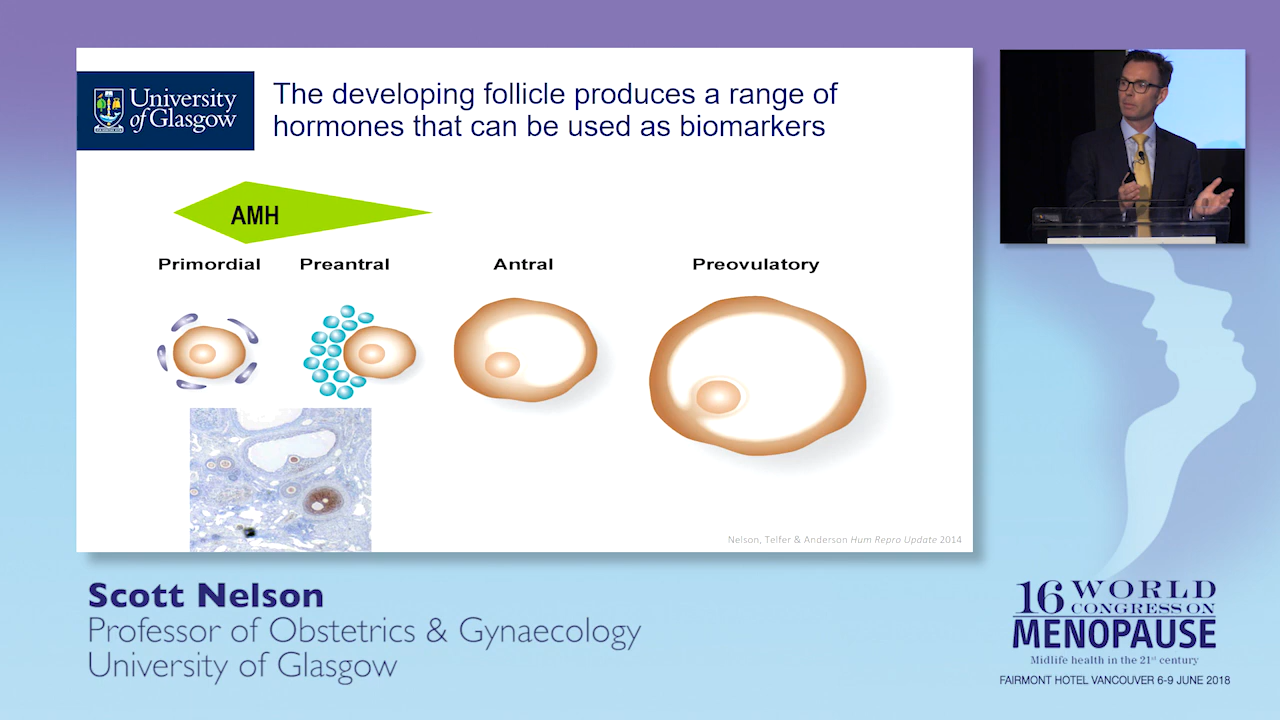 University
of Glasgow
The developing follicle produces a range of
hormones that can be used as biomarkers
AMH
Primordial
Preantral
Antral
Preovulatory
Nelson, Telfer & Anderson Hum Repro Update 2014
Scott Nelson
Professor of Obstetrics & Gynaecology
University of Glasgow
16 WORLD
CONGRESS ON
MENOPAUSE
Midlife health in the 21st century
FAIRMONT HOTEL VANCOUVER 6-9 JUNE 2018